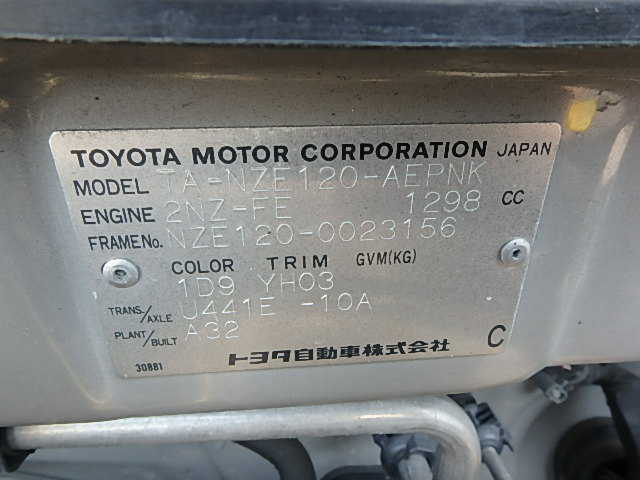 TOYOTA MOTOR CORPORATION JAPAN
MODEL TA-NZE120-AEPNK
ENGINE 2NZ-FE 1298 CC
FRAME No. NZE120-0023156
COLOR TRIM GVM(KG)
1D9 YH03
TRANS/AXLE U441E -10A
PLANT/BUILT A32
30881 トヨタ自動車株式会社 C